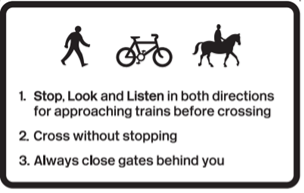 1. Stop, Look and Listen in both directions
for approaching trains before crossing
2. Cross without stopping
3. Always close gates behind you